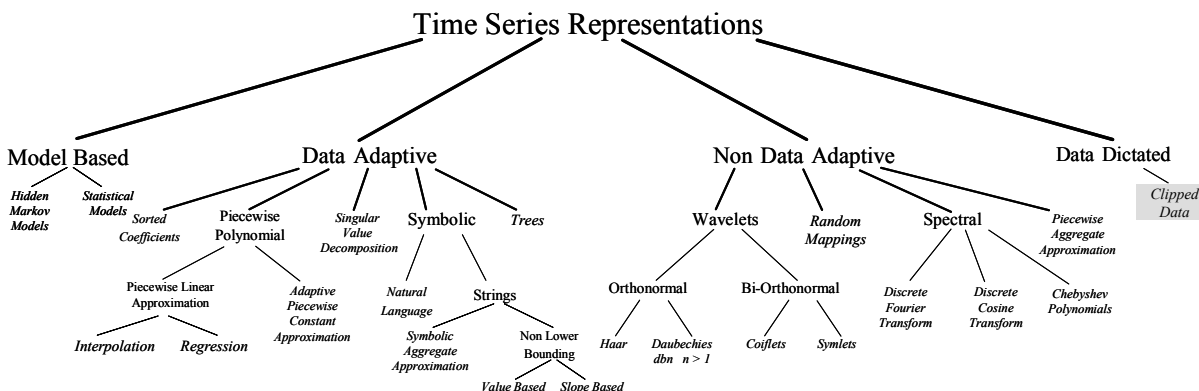 Time Series Representations
Model Based
Data Adaptive
Non Data Adaptive
Data Dictated
Hidden
Markov
Models
Statistical
Models
Sorted
Coefficients
Piecewise
Polynomial
Singular
Value
Decomposition
Symbolic
Trees
Wavelets
Random
Mappings
Spectral
Piecewise
Aggregate
Approximation
Clipped
Data
Piecewise Linear
Approximation
Adaptive
Piecewise
Constant
Approximation
Natural
Language
Strings
Orthonormal
Bi-Orthonormal
Discrete
Fourier
Transform
Discrete
Cosine
Transform
Chebyshev
Polynomials
Interpolation
Regression
Symbolic
Aggregate
Approximation
Non Lower
Bounding
Haar
Daubechies
dbn n > 1
Coiflets
Symlets
Value Based
Slope Based